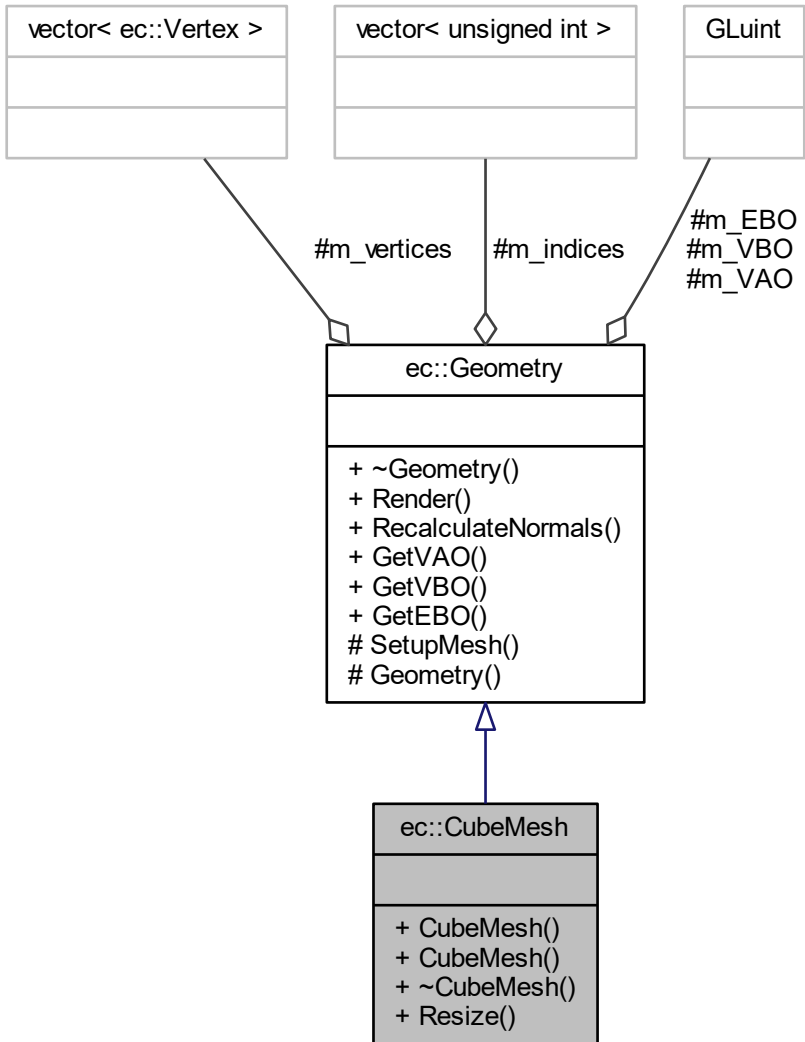 vector< ec::Vertex >
vector< unsigned int >
GLuint
#m_vertices
#m_indices
#m_EBO
#m_VBO
#m_VAO
ec::Geometry
+ ~Geometry()
+ Render()
+ RecalculateNormals()
+ GetVAO()
+ GetVBO()
+ GetEBO()
# SetupMesh()
# Geometry()
ec::CubeMesh
+ CubeMesh()
+ CubeMesh()
+ ~CubeMesh()
+ Resize()